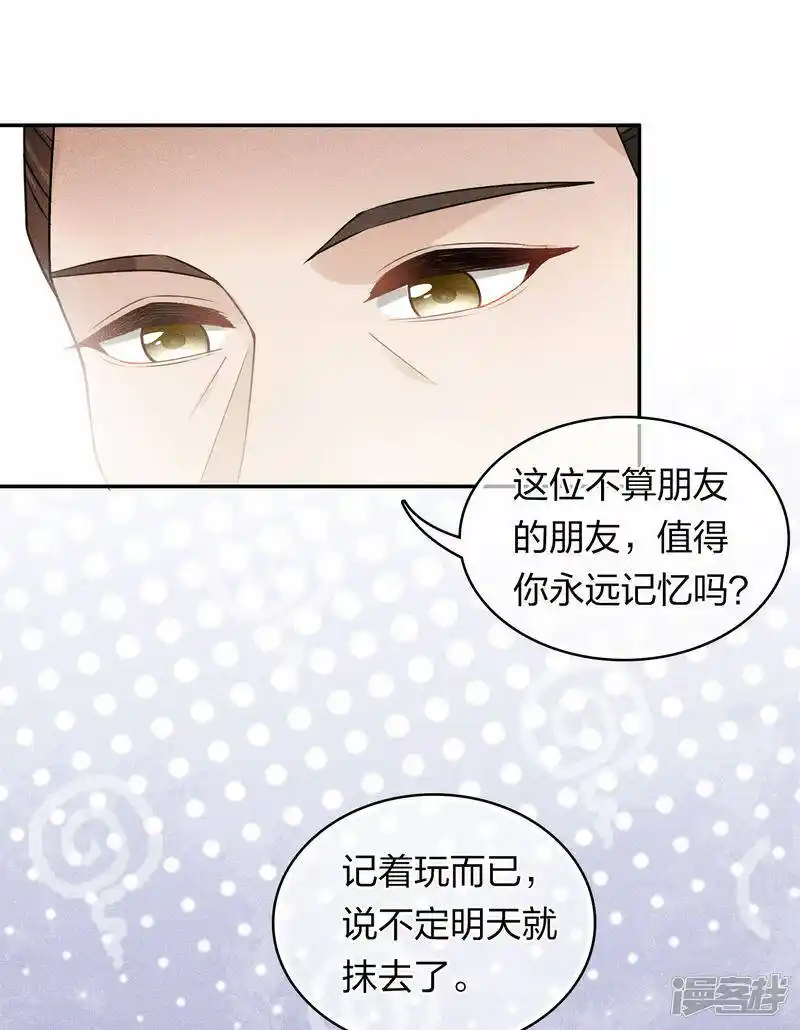 这位不算朋友
的朋友，值得
你永远记忆吗？
记着玩而已，
说不定明天就
抹去了。
漫客栈